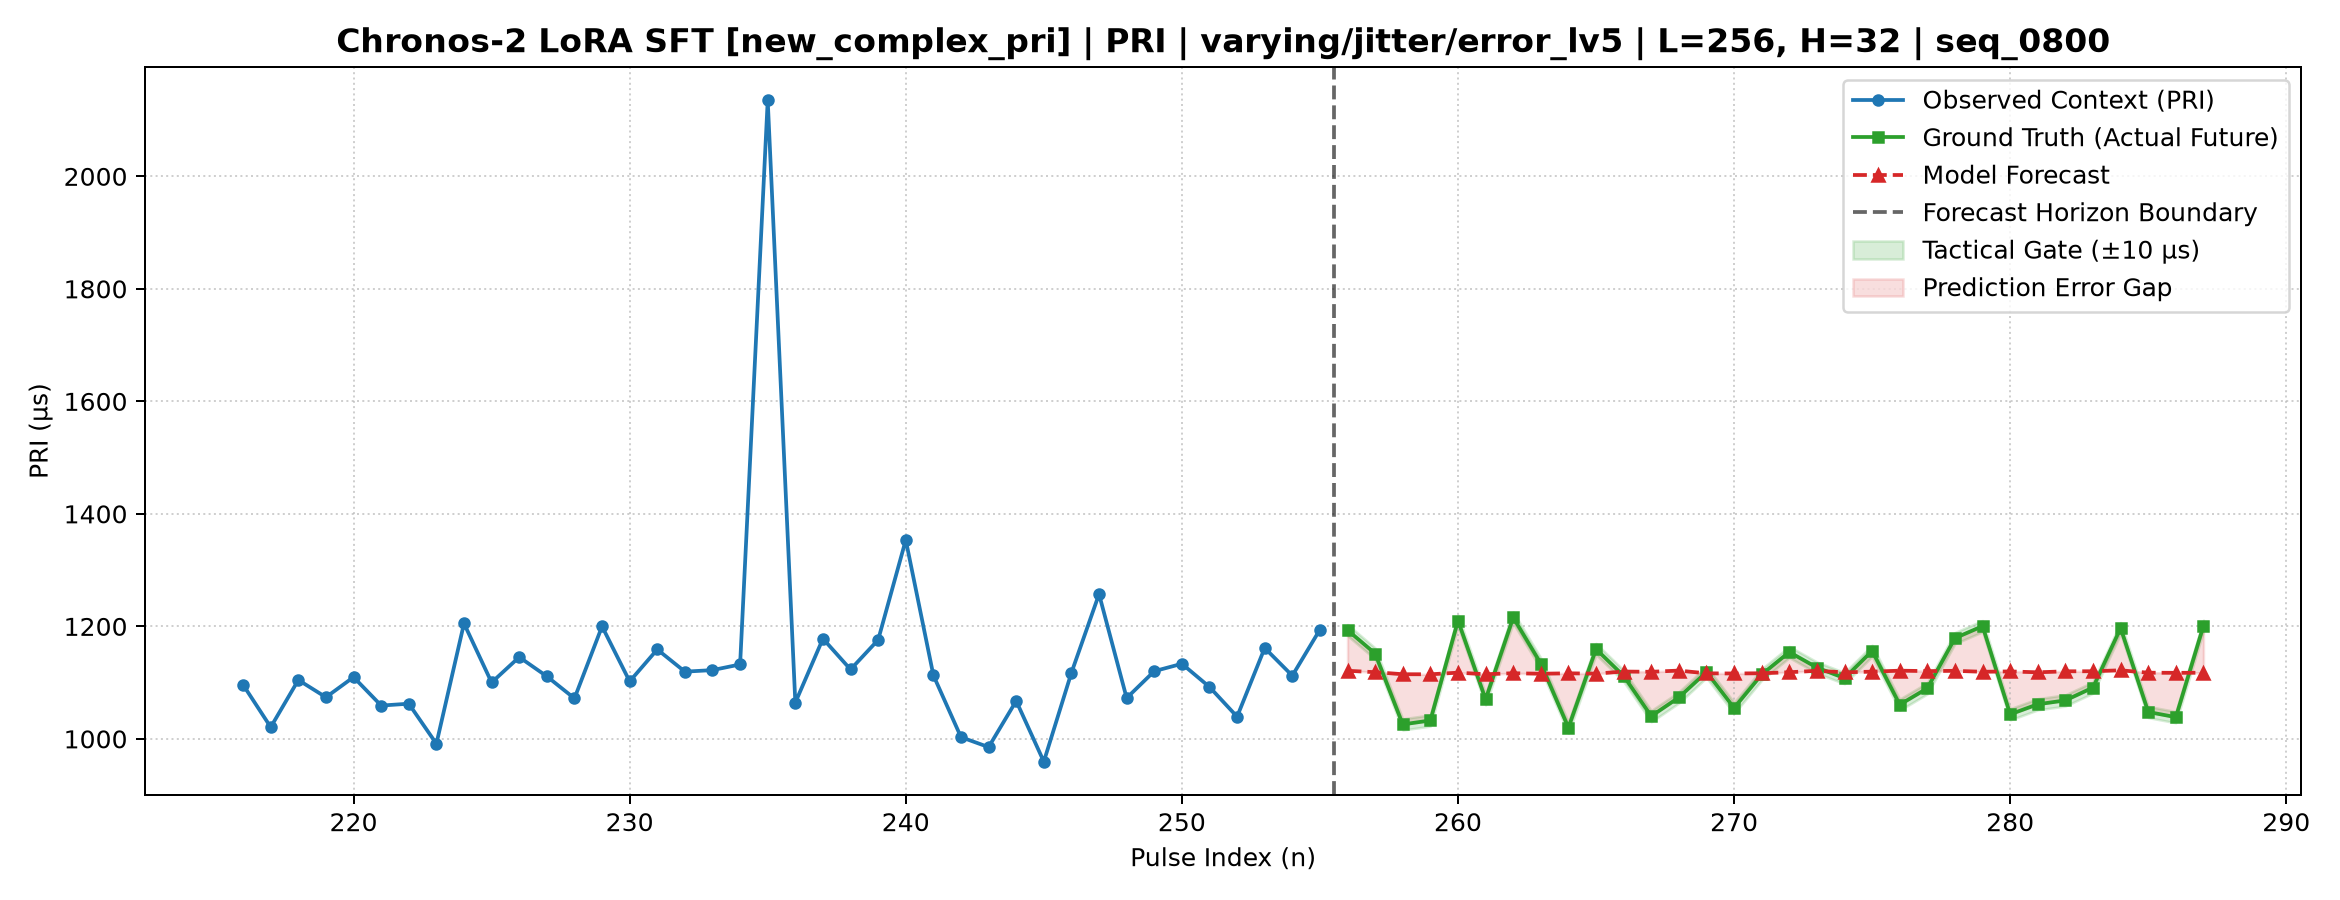 Chronos-2 LoRA SFT [new_complex_pri] | PRI | varying/jitter/error_lv5 | L=256, H=32 | seq_0800
Observed Context (PRI)
Ground Truth (Actual Future)
Model Forecast
Forecast Horizon Boundary
Tactical Gate (±10 µs)
Prediction Error Gap
PRI (µs)
2000
1800
1600
1400
1200
1000
220 230 240 250 260 270 280 290
Pulse Index (n)